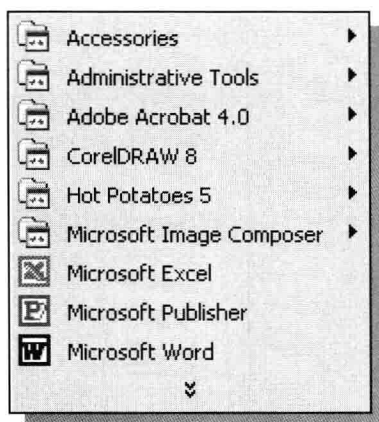 Accessories
Administrative Tools
Adobe Acrobat 4.0
CorelDRAW 8
Hot Potatoes 5
Microsoft Image Composer
Microsoft Excel
Microsoft Publisher
Microsoft Word